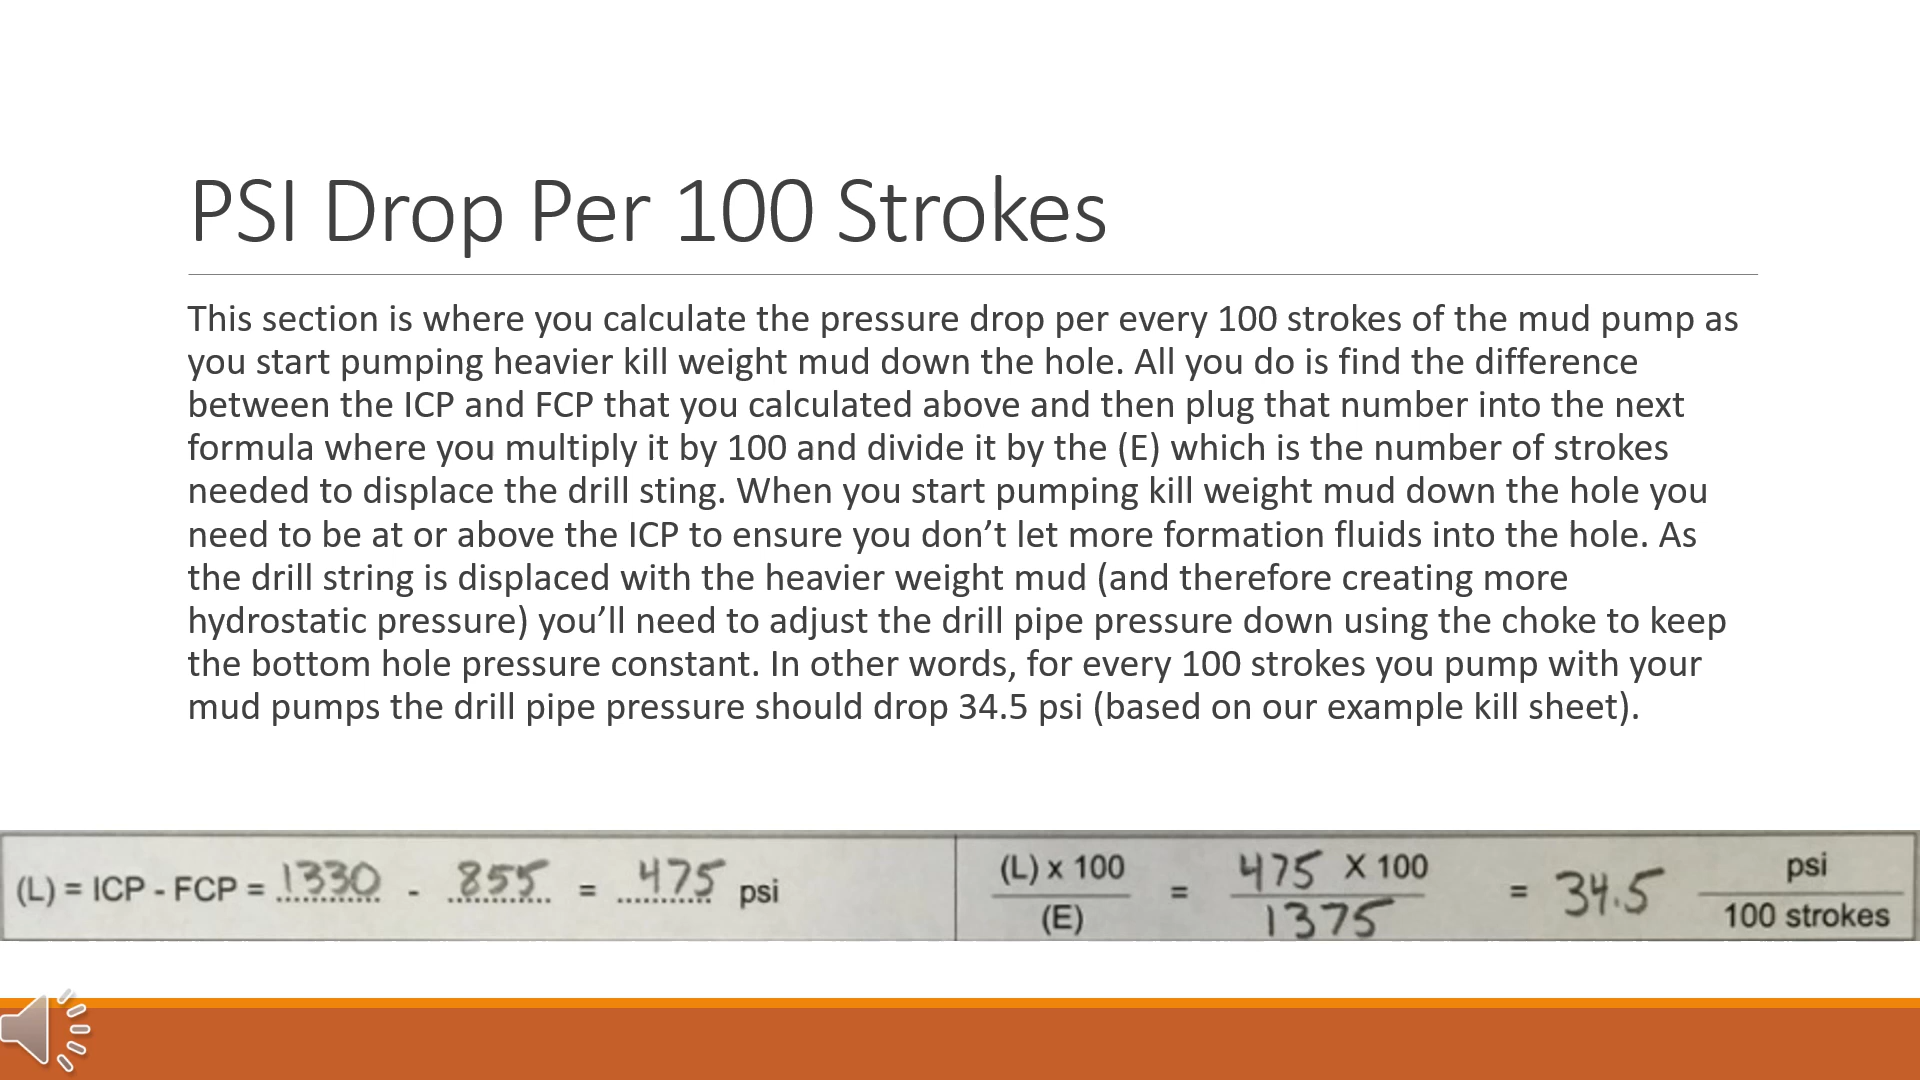 PSI Drop Per 100 Strokes
This section is where you calculate the pressure drop per every 100 strokes of the mud pump as
you start pumping heavier kill weight mud down the hole. All you do is find the difference
between the ICP and FCP that you calculated above and then plug that number into the next
formula where you multiply it by 100 and divide it by the (E) which is the number of strokes
needed to displace the drill sting. When you start pumping kill weight mud down the hole you
need to be at or above the ICP to ensure you don’t let more formation fluids into the hole. As
the drill string is displaced with the heavier weight mud (and therefore creating more
hydrostatic pressure) you’ll need to adjust the drill pipe pressure down using the choke to keep
the bottom hole pressure constant. In other words, for every 100 strokes you pump with your
mud pumps the drill pipe pressure should drop 34.5 psi (based on our example kill sheet).
(L) = ICP - FCP = 1330 - 855 = 475 psi
(L) x 100
(E)
=
475 X 100
1375
= 34.5
psi
100 strokes